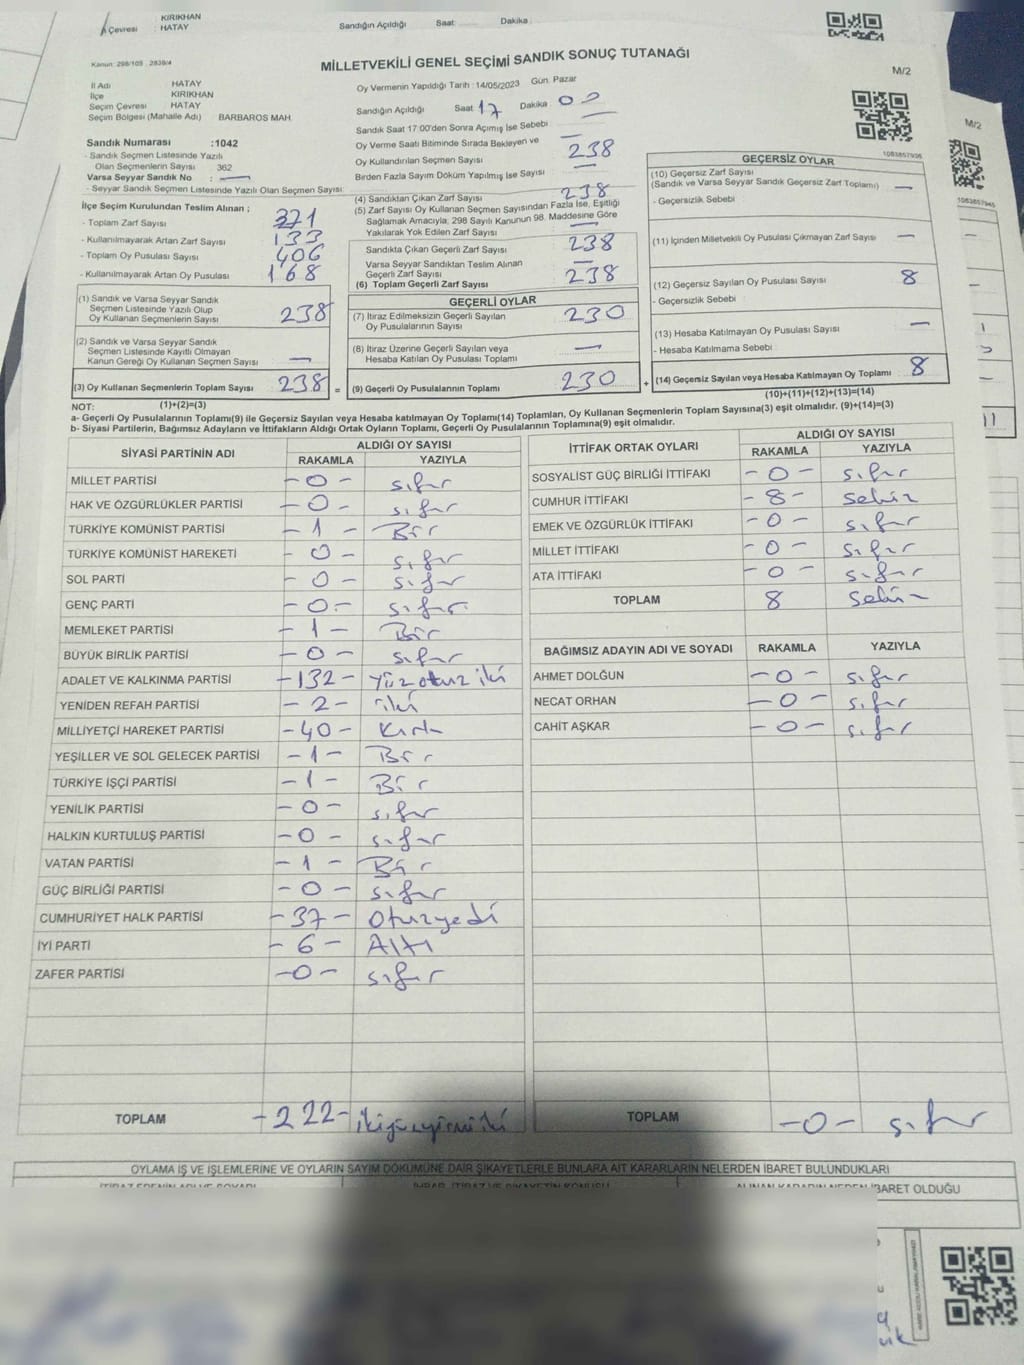 KIRIKHAN
Çevresi : HATAY
Sandığın Açıldığı Saat: Dakika:
Kanun: 298/105 , 2839/4
MİLLETVEKİLİ GENEL SEÇİMİ SANDIK SONUÇ TUTANAĞI
M/2
M/2
İl Adı HATAY
İlçe KIRIKHAN
Seçim Çevresi HATAY
Seçim Bölgesi (Mahalle Adı) BARBAROS MAH.
Oy Vermenin Yapıldığı Tarih : 14/05/2023 Gün: Pazar
Sandığın Açıldığı Saat 17 Dakika 00
Sandık Saat 17:00'den Sonra Açımış İse Sebebi —
Oy Verme Saati Bitiminde Sırada Bekleyen ve
Oy Kullandırılan Seçmen Sayısı 238
Birden Fazla Sayım Döküm Yapılmış İse Sayısı —
Sandık Numarası :1042
- Sandık Seçmen Listesinde Yazılı
Olan Seçmenlerin Sayısı 362
Varsa Seyyar Sandık No : —
- Seyyar Sandık Seçmen Listesinde Yazılı Olan Seçmen Sayısı:
1083857936
1083857945
İlçe Seçim Kurulundan Teslim Alınan ;
- Toplam Zarf Sayısı 371
- Kullanılmayarak Artan Zarf Sayısı 133
- Toplam Oy Pusulası Sayısı 406
- Kullanılmayarak Artan Oy Pusulası 168
(4) Sandıktan Çıkan Zarf Sayısı 238
(5) Zarf Sayısı Oy Kullanan Seçmen Sayısından Fazla İse, Eşitliği
Sağlamak Amacıyla, 298 Sayılı Kanunun 98. Maddesine Göre
Yakılarak Yok Edilen Zarf Sayısı —
Sandıkta Çıkan Geçerli Zarf Sayısı 238
Varsa Seyyar Sandıktan Teslim Alınan
Geçerli Zarf Sayısı —
(6) Toplam Geçerli Zarf Sayısı 238
GEÇERSİZ OYLAR
(10) Geçersiz Zarf Sayısı
(Sandık ve Varsa Seyyar Sandık Geçersiz Zarf Toplamı) —
- Geçersizlik Sebebi
(11) İçinden Milletvekili Oy Pusulası Çıkmayan Zarf Sayısı —
(12) Geçersiz Sayılan Oy Pusulası Sayısı 8
- Geçersizlik Sebebi
(13) Hesaba Katılmayan Oy Pusulası Sayısı —
- Hesaba Katılmama Sebebi
(14) Geçersiz Sayılan veya Hesaba Katılmayan Oy Toplamı 8
(10)+(11)+(12)+(13)=(14)
(1) Sandık ve Varsa Seyyar Sandık
Seçmen Listesinde Yazılı Olup
Oy Kullanan Seçmenlerin Sayısı 238
(2) Sandık ve Varsa Seyyar Sandık
Seçmen Listesinde Kayıtlı Olmayan
Kanun Gereği Oy Kullanan Seçmen Sayısı —
(3) Oy Kullanan Seçmenlerin Toplam Sayısı 238 =
(1)+(2)=(3)
GEÇERLİ OYLAR
(7) İtiraz Edilmeksizin Geçerli Sayılan
Oy Pusulalarının Sayısı 230
(8) İtiraz Üzerine Geçerli Sayılan veya
Hesaba Katılan Oy Pusulası Toplamı —
(9) Geçerli Oy Pusulalarının Toplamı 230 +
NOT:
a- Geçerli Oy Pusulalarının Toplamı(9) ile Geçersiz Sayılan veya Hesaba katılmayan Oy Toplamı(14) Toplamları, Oy Kullanan Seçmenlerin Toplam Sayısına(3) eşit olmalıdır. (9)+(14)=(3)
b- Siyasi Partilerin, Bağımsız Adayların ve İttifakların Aldığı Ortak Oyların Toplamı, Geçerli Oy Pusulalarının Toplamına(9) eşit olmalıdır.
SİYASİ PARTİNİN ADI ALDIĞI OY SAYISI
RAKAMLA YAZIYLA
MİLLET PARTİSİ -0- sıfır
HAK VE ÖZGÜRLÜKLER PARTİSİ -0- sıfır
TÜRKİYE KOMÜNİST PARTİSİ -1- Bir
TÜRKİYE KOMÜNİST HAREKETİ -0- sıfır
SOL PARTİ -0- sıfır
GENÇ PARTİ -0- sıfır
MEMLEKET PARTİSİ -1- Bir
BÜYÜK BİRLİK PARTİSİ -0- sıfır
ADALET VE KALKINMA PARTİSİ -132- Yüzotuziki
YENİDEN REFAH PARTİSİ -2- iki
MİLLİYETÇİ HAREKET PARTİSİ -40- Kırk
YEŞİLLER VE SOL GELECEK PARTİSİ -1- Bir
TÜRKİYE İŞÇİ PARTİSİ -1- Bir
YENİLİK PARTİSİ -0- sıfır
HALKIN KURTULUŞ PARTİSİ -0- sıfır
VATAN PARTİSİ -1- Bir
GÜÇ BİRLİĞİ PARTİSİ -0- sıfır
CUMHURİYET HALK PARTİSİ -37- Otuzyedi
İYİ PARTİ -6- Altı
ZAFER PARTİSİ -0- sıfır
TOPLAM -222- ikiyüzyirmiiki
İTTİFAK ORTAK OYLARI ALDIĞI OY SAYISI
RAKAMLA YAZIYLA
SOSYALİST GÜÇ BİRLİĞİ İTTİFAKI -0- sıfır
CUMHUR İTTİFAKI -8- Sekiz
EMEK VE ÖZGÜRLÜK İTTİFAKI -0- sıfır
MİLLET İTTİFAKI -0- sıfır
ATA İTTİFAKI -0- sıfır
TOPLAM 8 Sekiz
BAĞIMSIZ ADAYIN ADI VE SOYADI RAKAMLA YAZIYLA
AHMET DOLĞUN -0- sıfır
NECAT ORHAN -0- sıfır
CAHİT AŞKAR -0- sıfır
TOPLAM -0- sıfır
OYLAMA İŞ VE İŞLEMLERİNE VE OYLARIN SAYIM DÖKÜMÜNE DAİR ŞİKAYETLERLE BUNLARA AİT KARARLARIN NELERDEN İBARET BULUNDUKLARI
İTİRAZ EDENİN ADI VE SOYADI
İHBAR, İTİRAZ VE ŞİKAYETİN KONUSU
ALINAN KARARIN NEDEN İBARET OLDUĞU